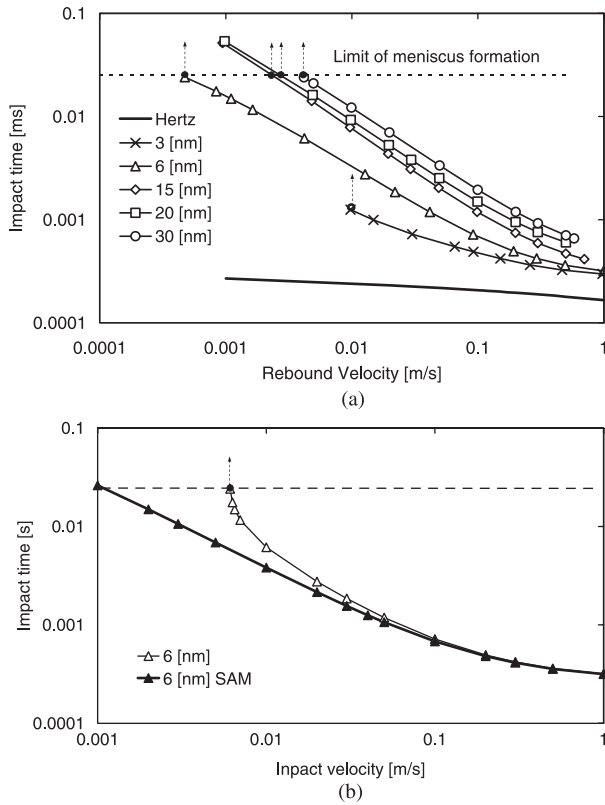 0.1
Limit of meniscus formation
0.01
Impact time [ms]
Hertz
3 [nm]
6 [nm]
0.001
15 [nm]
20 [nm]
30 [nm]
0.0001
0.0001
0.001
0.01
0.1
1
Rebound Velocity [m/s]
(a)
0.1
0.01
Impact time [s]
0.001
6 [nm]
6 [nm] SAM
0.0001
0.001
0.01
0.1
1
Inpact velocity [m/s]
(b)